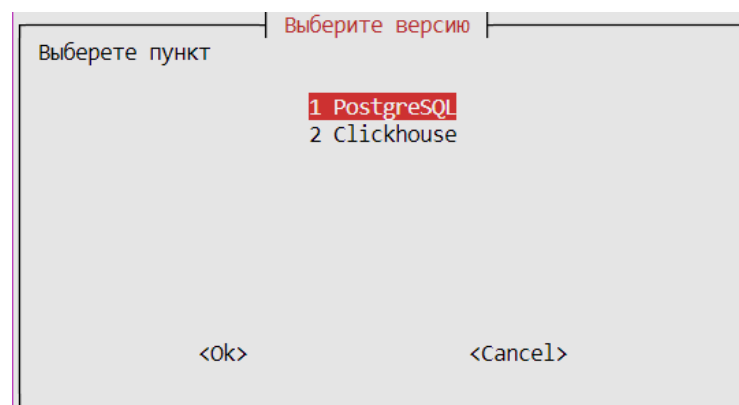 Выберите версию
Выберете пункт
1 PostgreSQL
2 Clickhouse
<Ok> <Cancel>